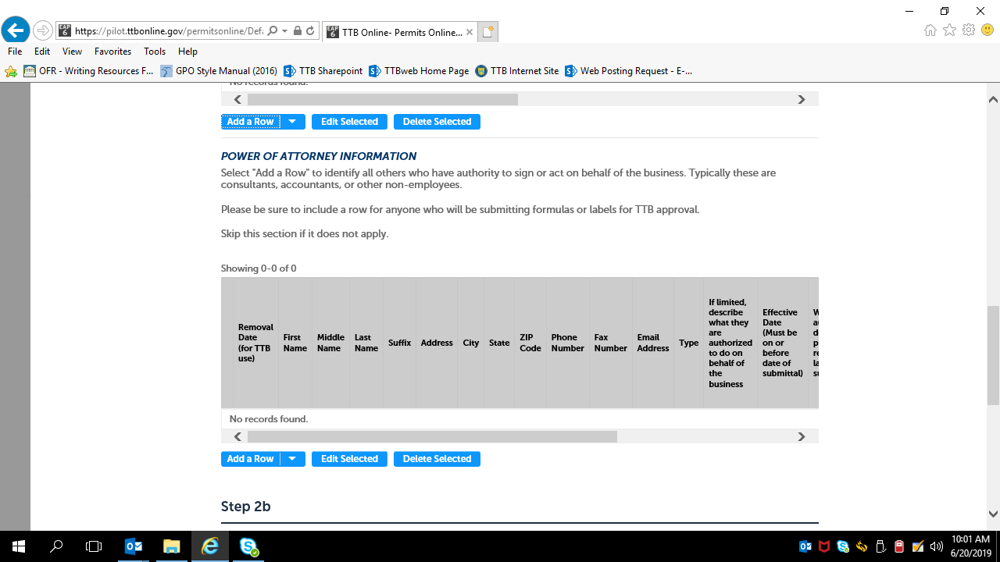 https://pilot.ttbonline.gov/permitsonline/Def
TTB Online- Permits Online...
File Edit View Favorites Tools Help
OFR - Writing Resources F... GPO Style Manual (2016) TTB Sharepoint TTBweb Home Page TTB Internet Site Web Posting Request - E-...
No records found.
Add a Row Edit Selected Delete Selected
POWER OF ATTORNEY INFORMATION
Select "Add a Row" to identify all others who have authority to sign or act on behalf of the business. Typically these are
consultants, accountants, or other non-employees.
Please be sure to include a row for anyone who will be submitting formulas or labels for TTB approval.
Skip this section if it does not apply.
Showing 0-0 of 0
Removal
Date
(for TTB
use)
First
Name
Middle
Name
Last
Name
Suffix
Address
City
State
ZIP
Code
Phone
Number
Fax
Number
Email
Address
Type
If limited,
describe
what they
are
authorized
to do on
behalf of
the
business
Effective
Date
(Must be
on or
before
date of
submittal)
No records found.
Add a Row Edit Selected Delete Selected
Step 2b
10:01 AM
6/20/2019